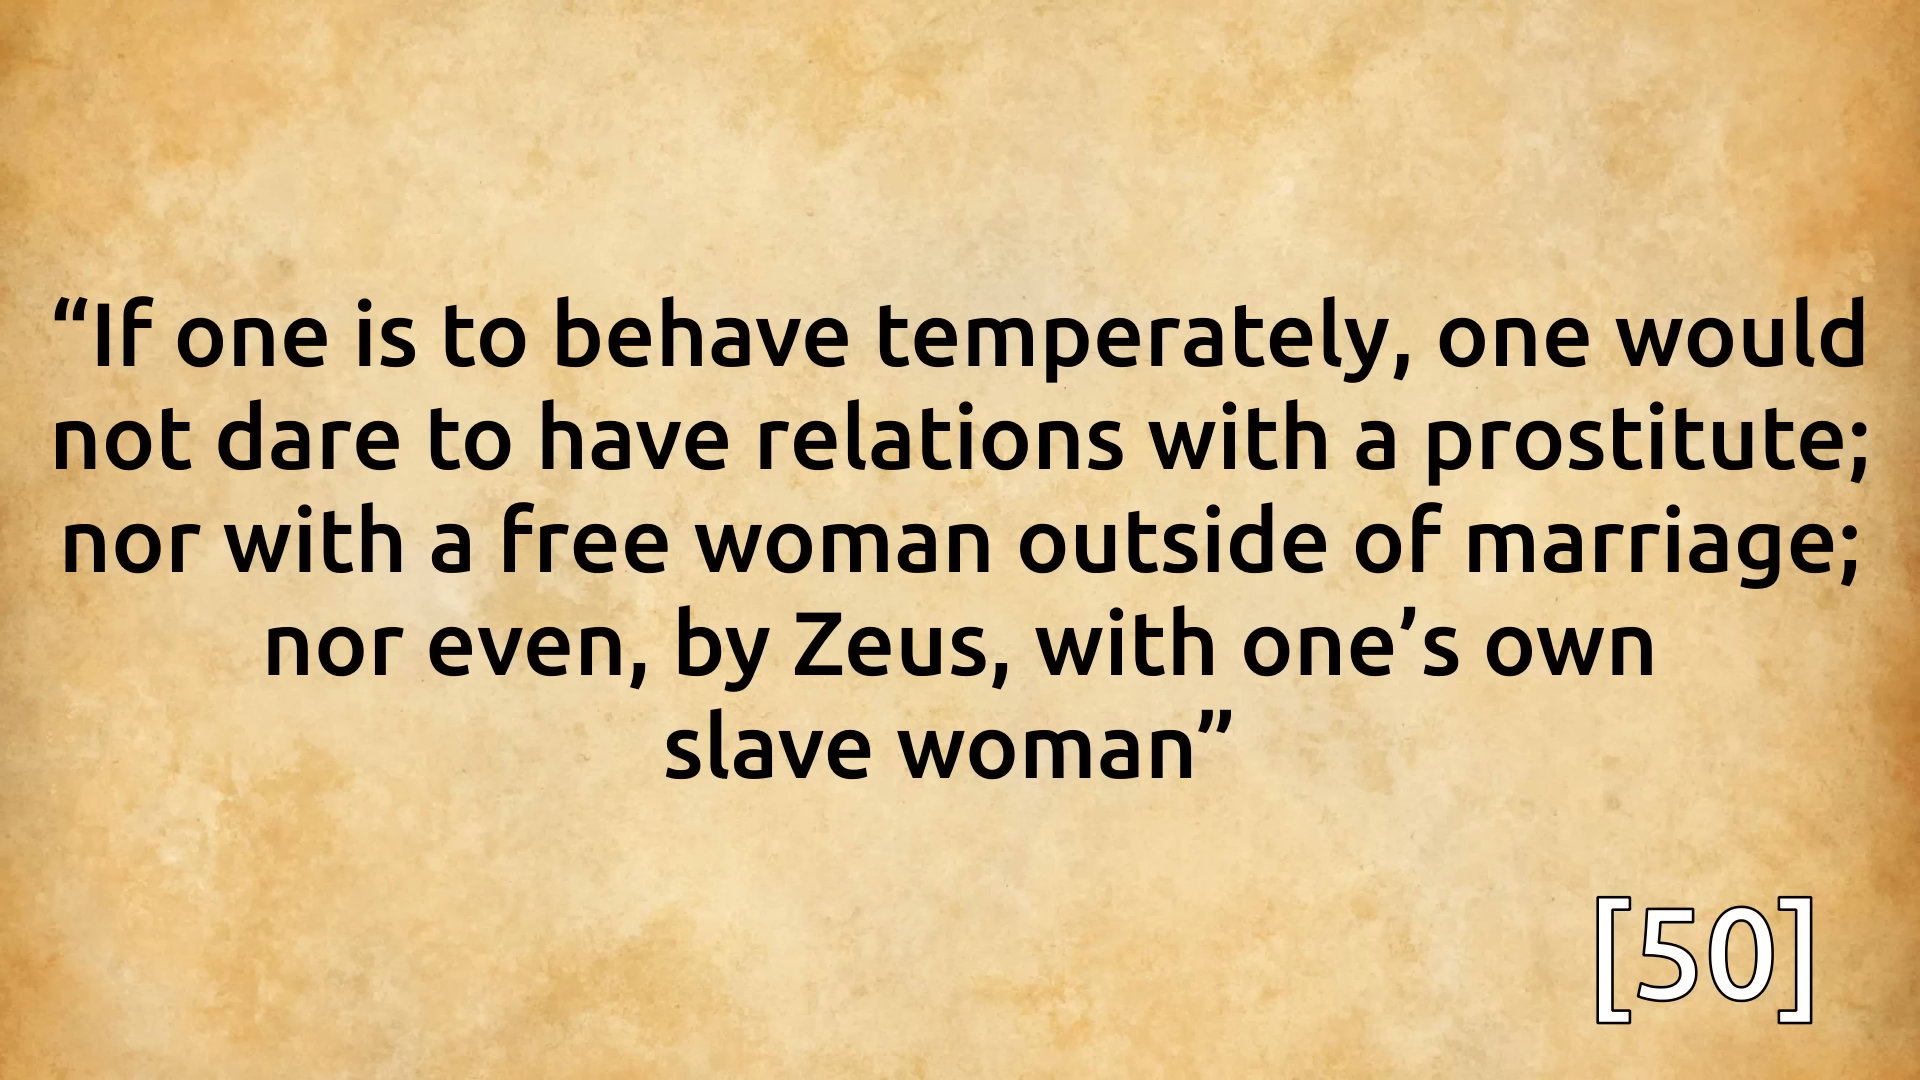 “If one is to behave temperately, one would
not dare to have relations with a prostitute;
nor with a free woman outside of marriage;
nor even, by Zeus, with one’s own
slave woman”
[50]